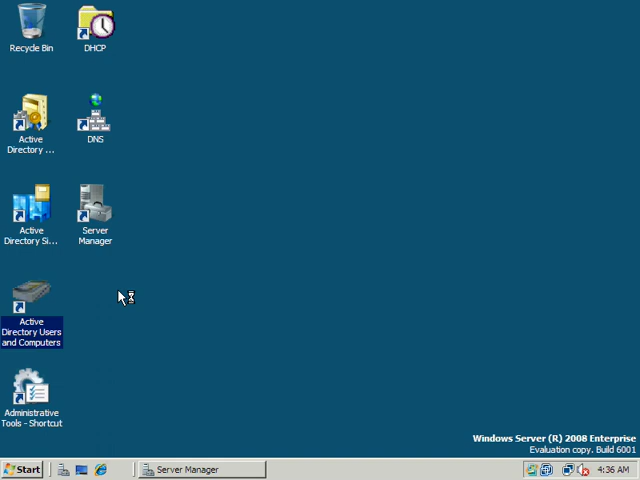 Recycle Bin
DHCP
Active
Directory ...
DNS
Active
Directory Si...
Server
Manager
Active
Directory Users
and Computers
Administrative
Tools - Shortcut
Windows Server (R) 2008 Enterprise
Evaluation copy. Build 6001
Start
Server Manager
4:36 AM